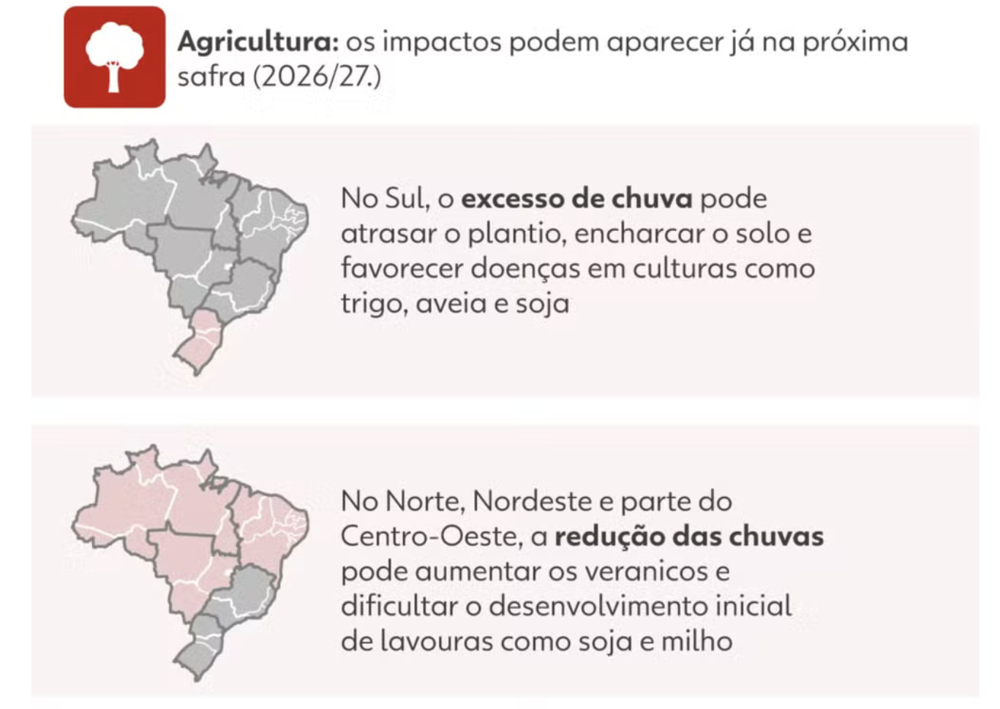 Agricultura: os impactos podem aparecer já na próxima
safra (2026/27.)
No Sul, o excesso de chuva pode
atrasar o plantio, encharcar o solo e
favorecer doenças em culturas como
trigo, aveia e soja
No Norte, Nordeste e parte do
Centro-Oeste, a redução das chuvas
pode aumentar os veranicos e
dificultar o desenvolvimento inicial
de lavouras como soja e milho